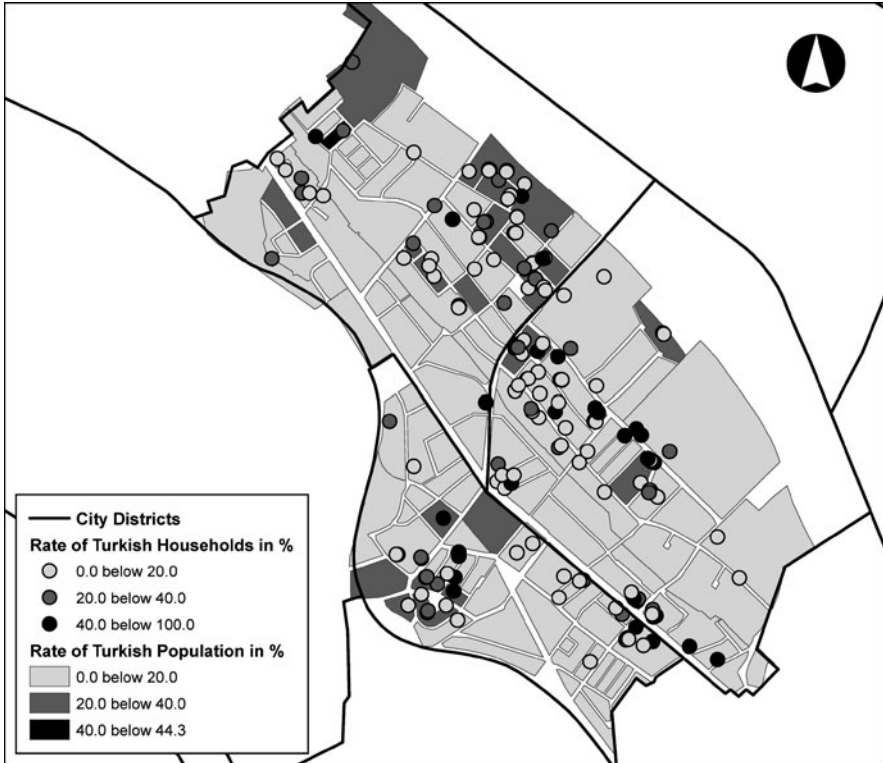 City Districts
Rate of Turkish Households in %
0.0 below 20.0
20.0 below 40.0
40.0 below 100.0
Rate of Turkish Population in %
0.0 below 20.0
20.0 below 40.0
40.0 below 44.3